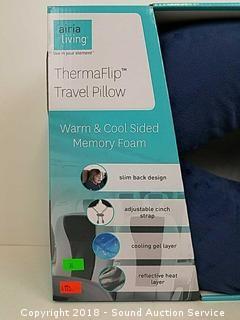 airia
living
live in your element
ThermaFlip™
Travel Pillow
Warm & Cool Sided
Memory Foam
slim back design
adjustable cinch
strap
cooling gel layer
reflective heat
layer
Copyright 2018 - Sound Auction Service